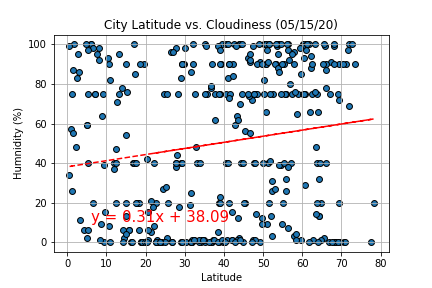 City Latitude vs. Cloudiness (05/15/20)
100
80
60
40
20
0
Humnidity (%)
y = 0.31x + 38.09
0 10 20 30 40 50 60 70 80
Latitude